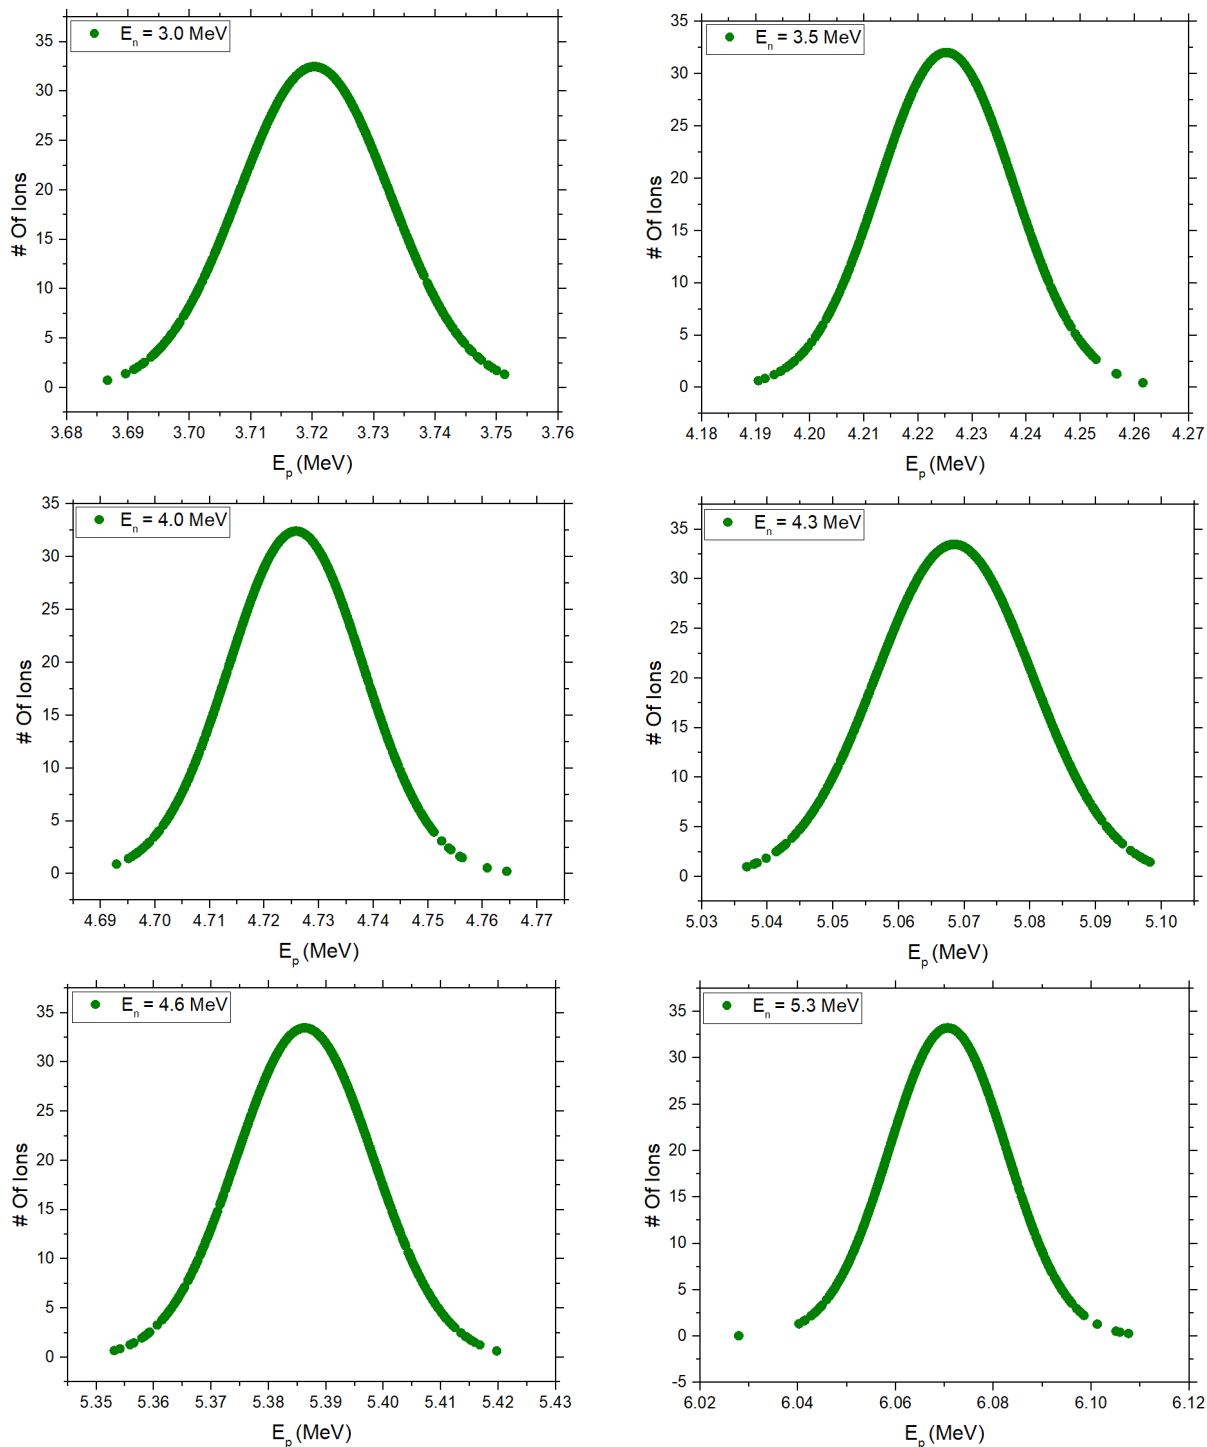 E_n = 3.0 MeV
# Of Ions
35
30
25
20
15
10
5
0
3.68 3.69 3.70 3.71 3.72 3.73 3.74 3.75 3.76
E_p (MeV)
E_n = 3.5 MeV
# Of Ions
35
30
25
20
15
10
5
0
4.18 4.19 4.20 4.21 4.22 4.23 4.24 4.25 4.26 4.27
E_p (MeV)
E_n = 4.0 MeV
# Of Ions
35
30
25
20
15
10
5
0
4.69 4.70 4.71 4.72 4.73 4.74 4.75 4.76 4.77
E_p (MeV)
E_n = 4.3 MeV
# Of Ions
35
30
25
20
15
10
5
0
5.03 5.04 5.05 5.06 5.07 5.08 5.09 5.10
E_p (MeV)
E_n = 4.6 MeV
# Of Ions
35
30
25
20
15
10
5
0
5.35 5.36 5.37 5.38 5.39 5.40 5.41 5.42 5.43
E_p (MeV)
E_n = 5.3 MeV
# Of Ions
35
30
25
20
15
10
5
0
-5
6.02 6.04 6.06 6.08 6.10 6.12
E_p (MeV)